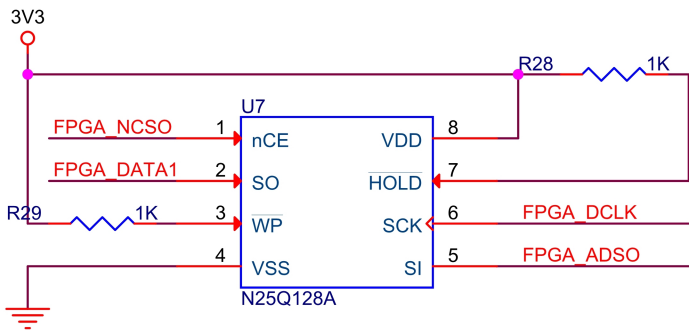 3V3
R28 1K
U7
FPGA_NCSO 1 nCE VDD 8
FPGA_DATA1 2 SO HOLD 7
R29 1K 3 WP SCK 6 FPGA_DCLK
4 VSS SI 5 FPGA_ADSO
N25Q128A